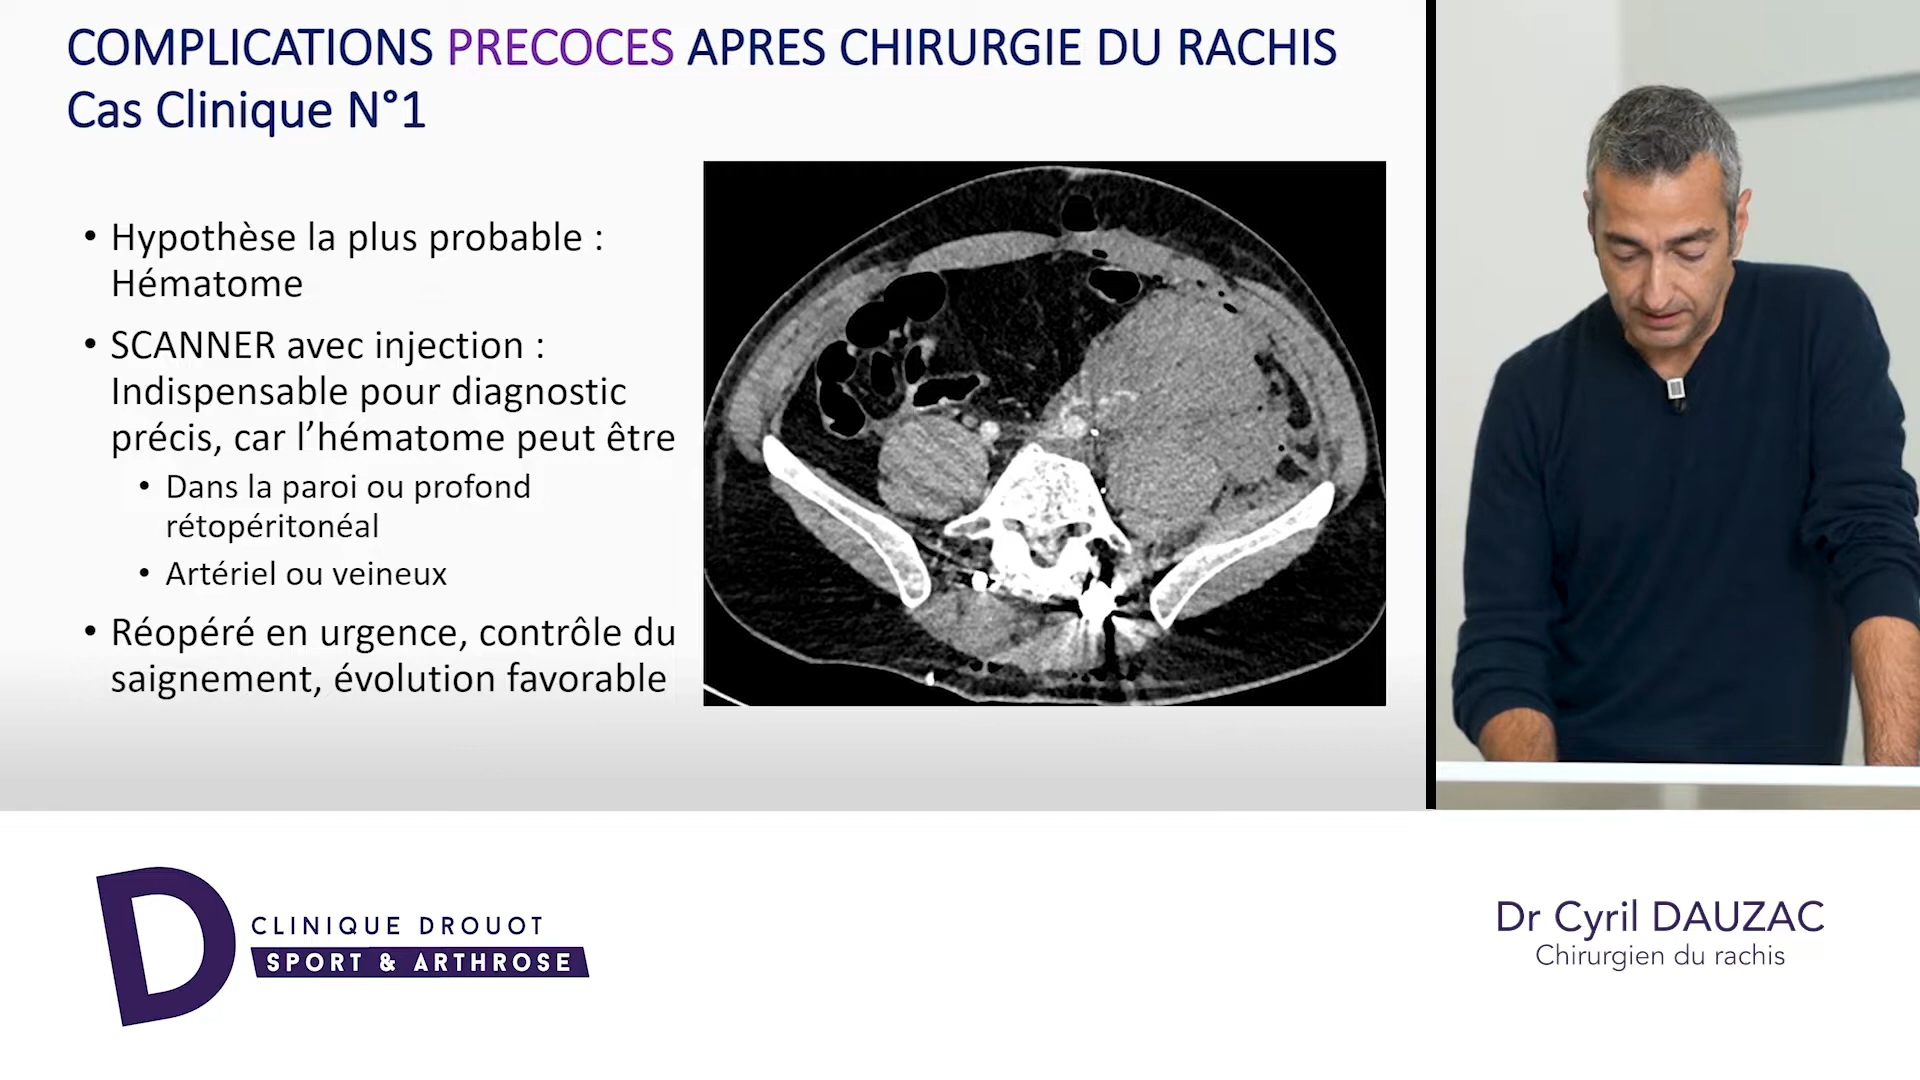 COMPLICATIONS PRECOCES APRES CHIRURGIE DU RACHIS
Cas Clinique N°1
• Hypothèse la plus probable :
Hématome
• SCANNER avec injection :
Indispensable pour diagnostic
précis, car l’hématome peut être
• Dans la paroi ou profond
rétopéritonéal
• Artériel ou veineux
• Réopéré en urgence, contrôle du
saignement, évolution favorable
D
CLINIQUE DROUOT
SPORT & ARTHROSE
Dr Cyril DAUZAC
Chirurgien du rachis